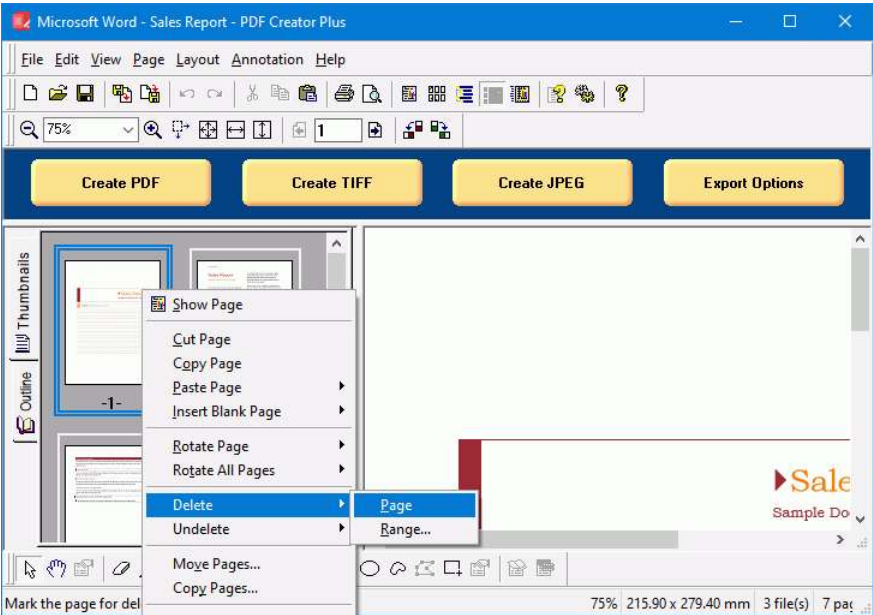 Microsoft Word - Sales Report - PDF Creator Plus
File Edit View Page Layout Annotation Help
75% 1
Create PDF Create TIFF Create JPEG Export Options
Thumbnails
Outline
-1-
Show Page
Cut Page
Copy Page
Paste Page
Insert Blank Page
Rotate Page
Rotate All Pages
Delete
Undelete
Move Pages...
Copy Pages...
Page
Range...
Sale
Sample Do
Mark the page for del
75% 215.90 x 279.40 mm 3 file(s) 7 pag